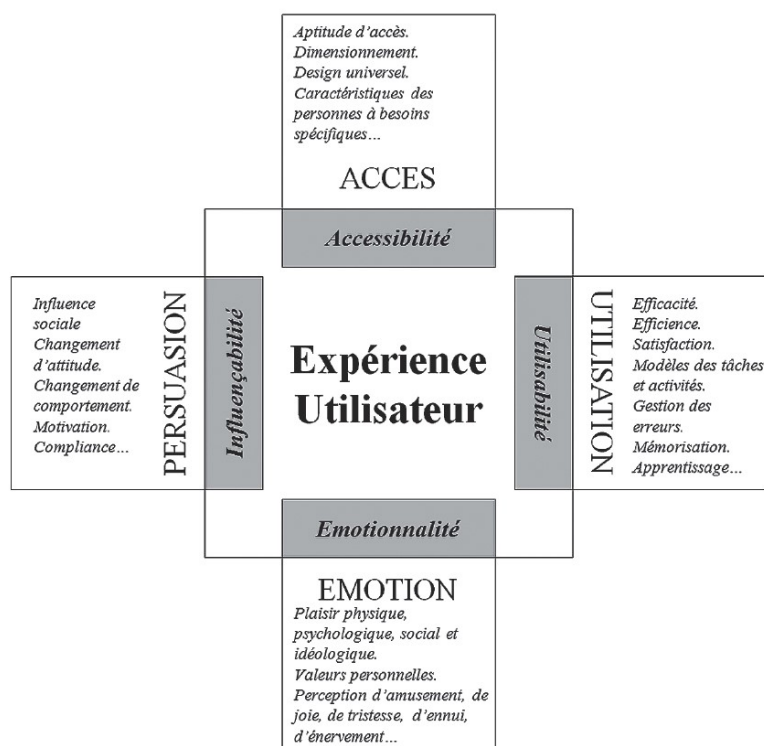 Aptitude d'accès.
Dimensionnement.
Design universel.
Caractéristiques des
personnes à besoins
spécifiques…
ACCES
Accessibilité
Influence
sociale
Changement
d'attitude.
Changement de
comportement.
Motivation.
Compliance…
PERSUASION
Influençabilité
Expérience
Utilisateur
Utilisabilité
UTILISATION
Efficacité.
Efficience.
Satisfaction.
Modèles des tâches
et activités.
Gestion des
erreurs.
Mémorisation.
Apprentissage…
Emotionnalité
EMOTION
Plaisir physique,
psychologique, social et
idéologique.
Valeurs personnelles.
Perception d'amusement, de
joie, de tristesse, d'ennui,
d'énervement…